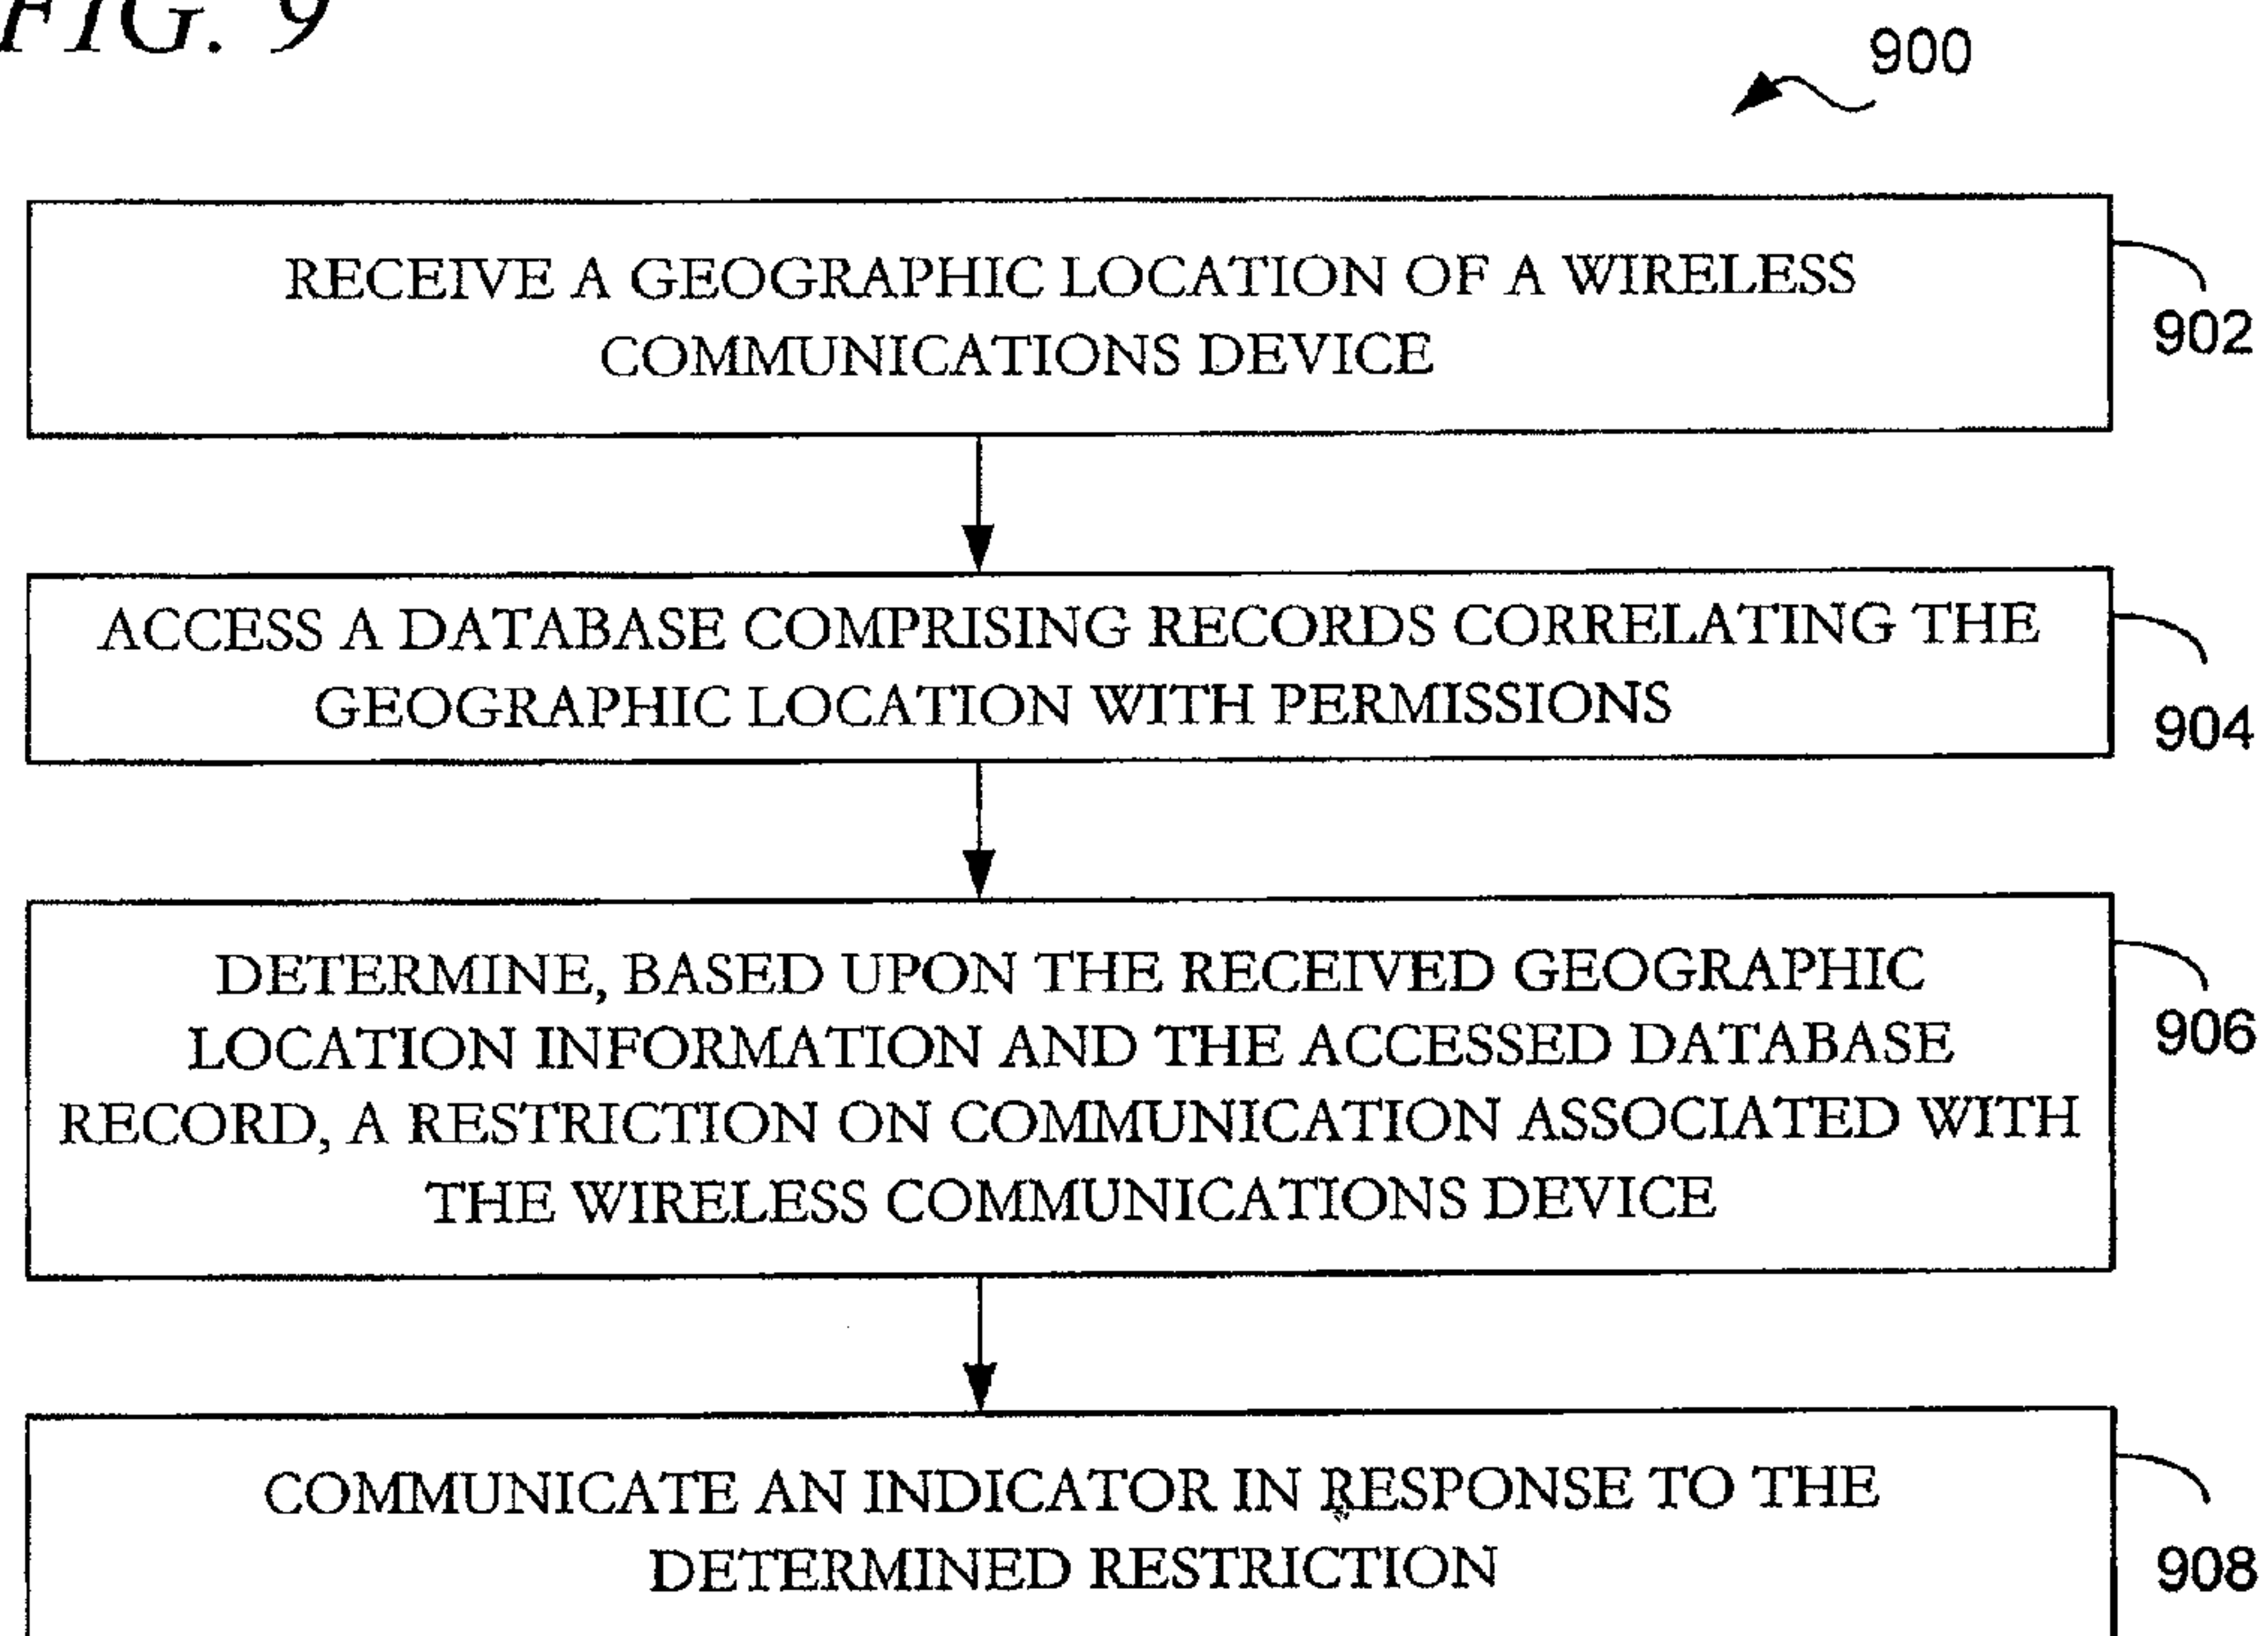 FIG. 9
900
RECEIVE A GEOGRAPHIC LOCATION OF A WIRELESS
COMMUNICATIONS DEVICE
902
ACCESS A DATABASE COMPRISING RECORDS CORRELATING THE
GEOGRAPHIC LOCATION WITH PERMISSIONS
904
DETERMINE, BASED UPON THE RECEIVED GEOGRAPHIC
LOCATION INFORMATION AND THE ACCESSED DATABASE
RECORD, A RESTRICTION ON COMMUNICATION ASSOCIATED WITH
THE WIRELESS COMMUNICATIONS DEVICE
906
COMMUNICATE AN INDICATOR IN RESPONSE TO THE
DETERMINED RESTRICTION
908